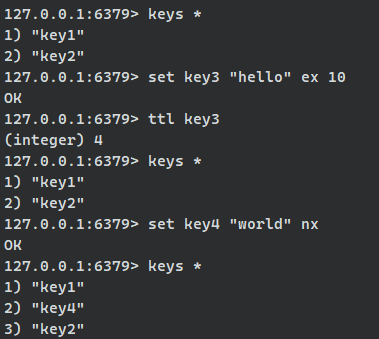 127.0.0.1:6379> keys *
1) "key1"
2) "key2"
127.0.0.1:6379> set key3 "hello" ex 10
OK
127.0.0.1:6379> ttl key3
(integer) 4
127.0.0.1:6379> keys *
1) "key1"
2) "key2"
127.0.0.1:6379> set key4 "world" nx
OK
127.0.0.1:6379> keys *
1) "key1"
2) "key4"
3) "key2"